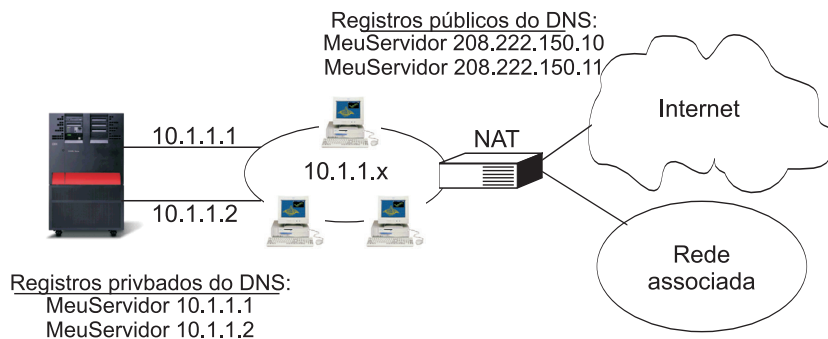 Registros públicos do DNS:
MeuServidor 208.222.150.10
MeuServidor 208.222.150.11
Internet
NAT
10.1.1.1
10.1.1.x
10.1.1.2
Rede
associada
Registros privbados do DNS:
MeuServidor 10.1.1.1
MeuServidor 10.1.1.2